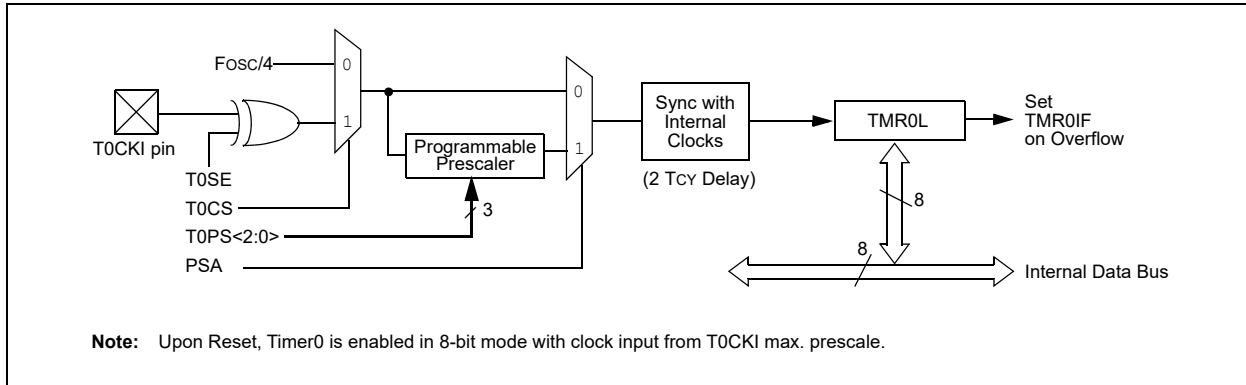 FOSC/4
0
1
T0CKI pin
T0SE
T0CS
T0PS<2:0>
PSA
Programmable
Prescaler
3
0
1
Sync with
Internal
Clocks
(2 TCY Delay)
TMR0L
Set
TMR0IF
on Overflow
8
8
Internal Data Bus
Note: Upon Reset, Timer0 is enabled in 8-bit mode with clock input from T0CKI max. prescale.